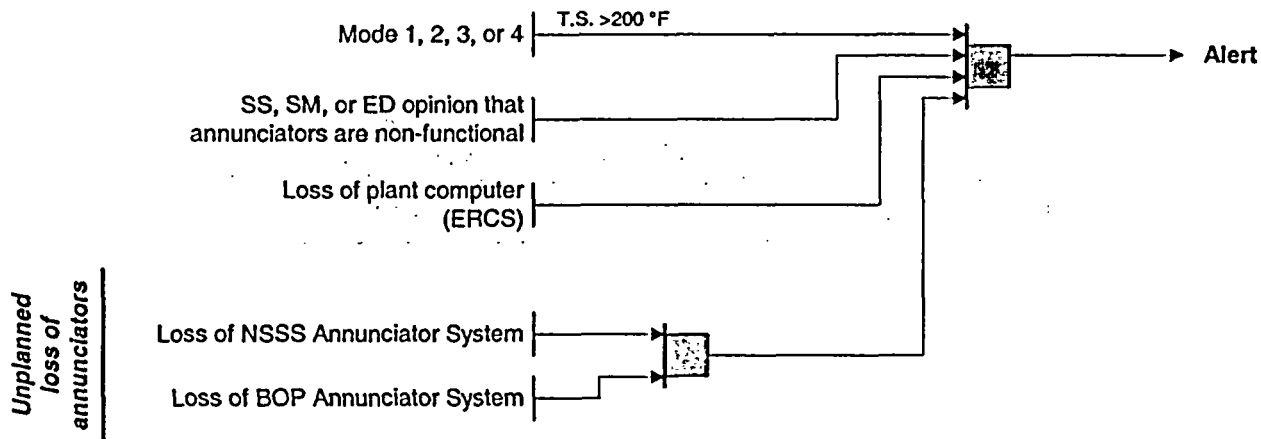 T.S. >200 °F
Mode 1, 2, 3, or 4
Alert
SS, SM, or ED opinion that
annunciators are non-functional
Loss of plant computer
(ERCS)
Unplanned
loss of
annunciators
Loss of NSSS Annunciator System
Loss of BOP Annunciator System